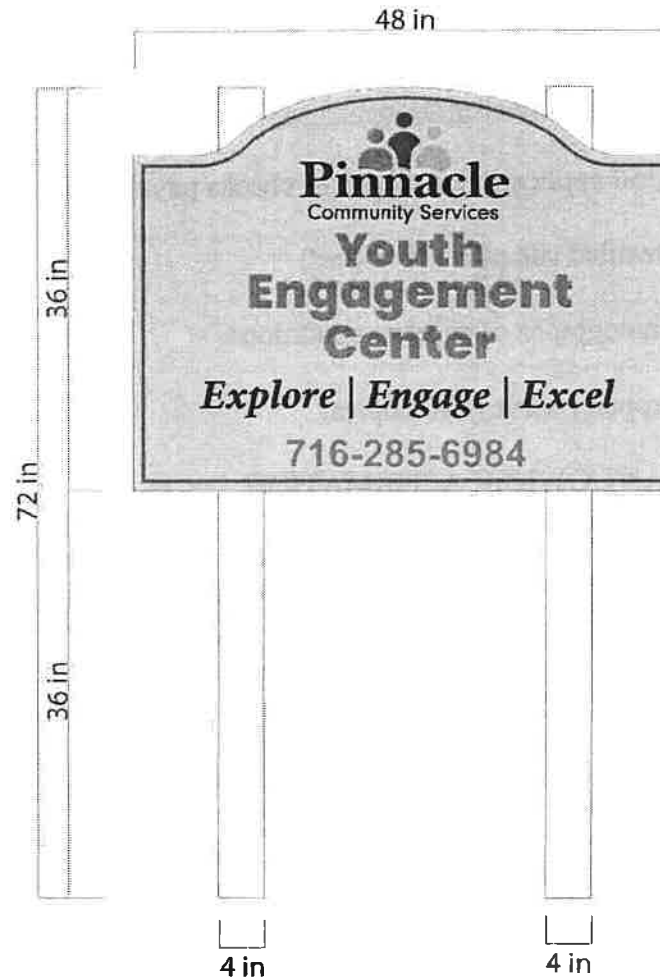 48 in
36 in
72 in
36 in
Pinnacle
Community Services
Youth
Engagement
Center
Explore | Engage | Excel
716-285-6984
4 in
4 in